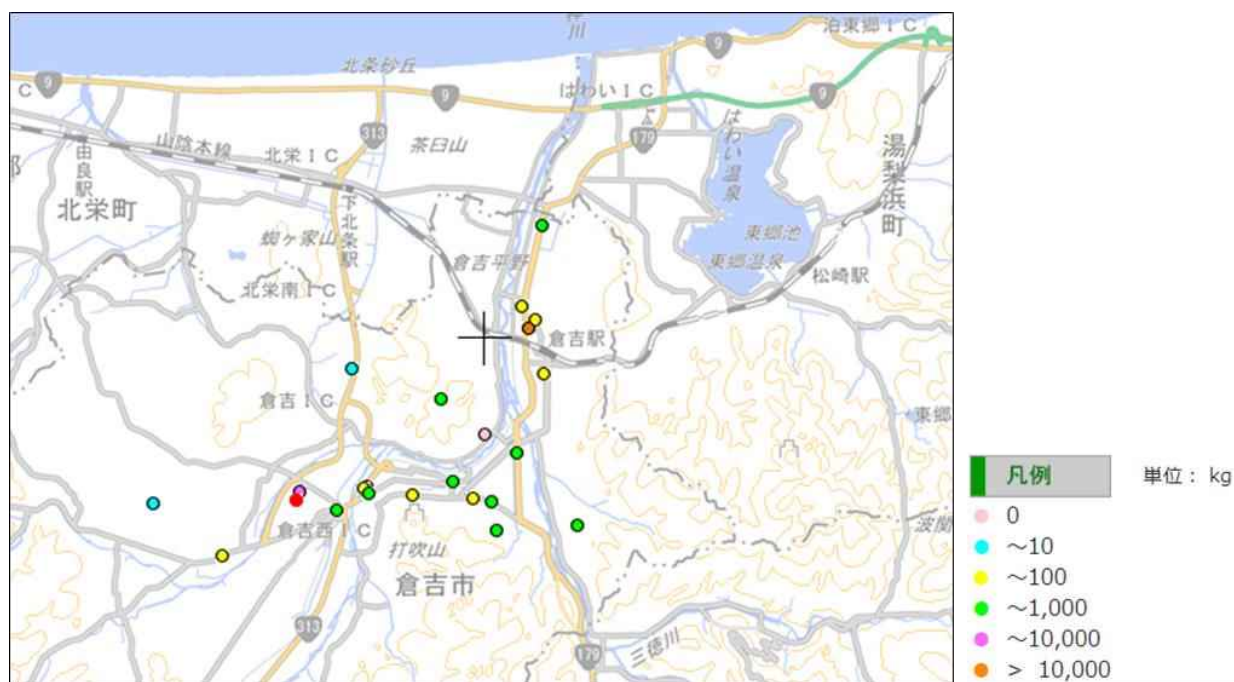 神川
泊東郷IC
9
北条砂丘
9
C
9
はわいIC
9
313
179
山陰本線
由良駅
北栄IC
茶臼山
はわい温泉
湯梨浜町
北栄町
下北条駅
蜘ヶ家山
倉吉平野
東郷池
東郷温泉
松崎駅
北栄南IC
倉吉駅
倉吉IC
東郷
倉吉西IC
打吹山
倉吉市
波関
313
179
三徳川
凡例
単位：kg
0
～10
～100
～1,000
～10,000
＞ 10,000